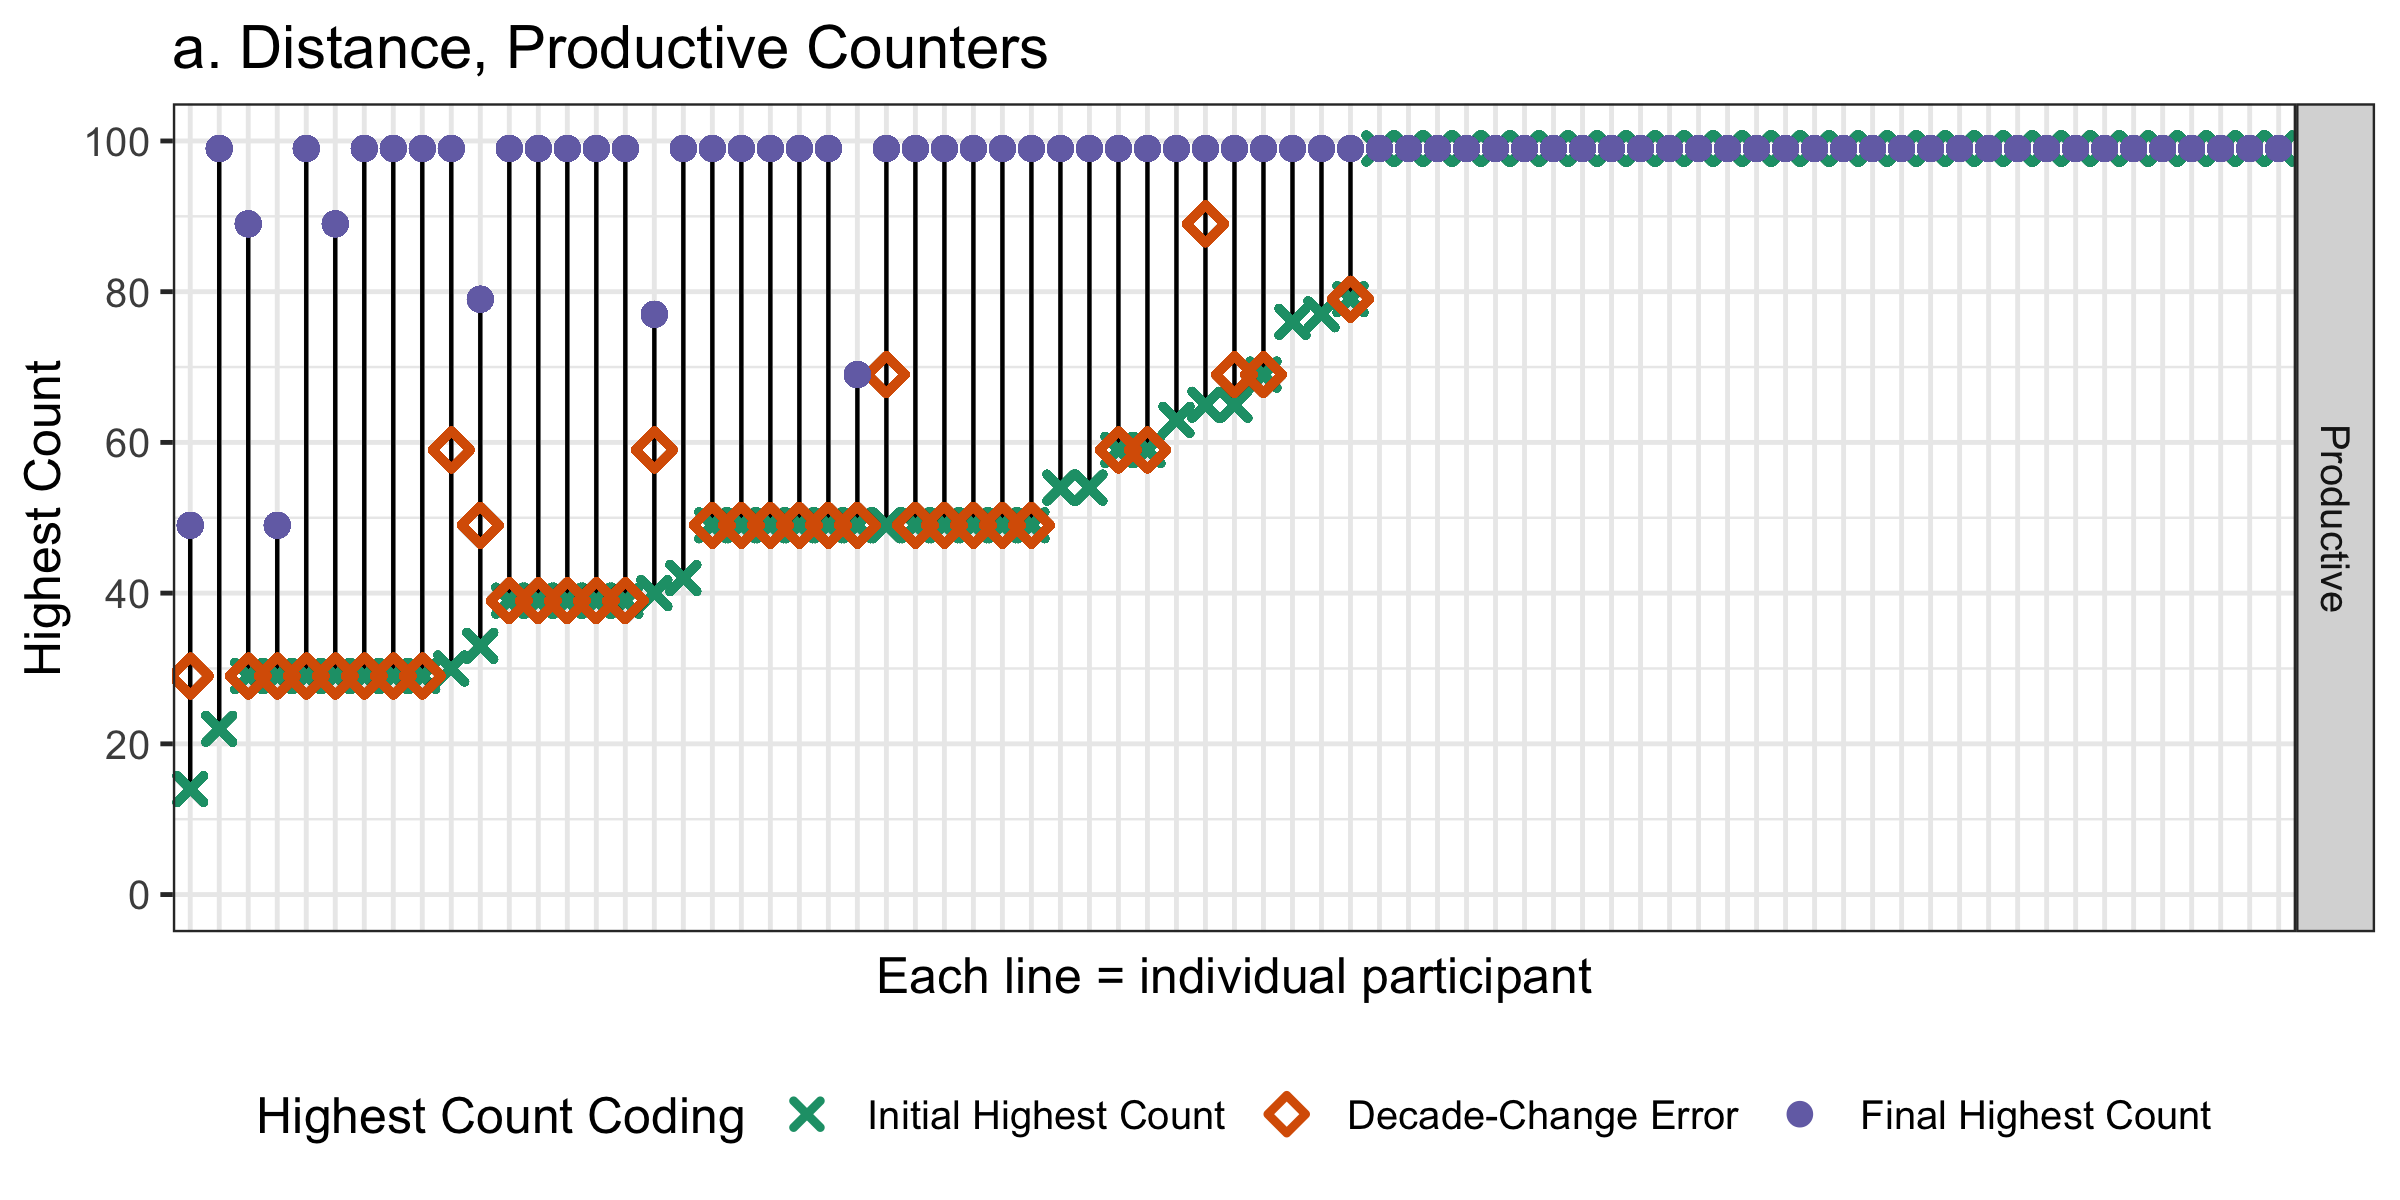 a. Distance, Productive Counters
100
80
60
40
20
0
Highest Count
Productive
Each line = individual participant
Highest Count Coding
Initial Highest Count
Decade-Change Error
Final Highest Count